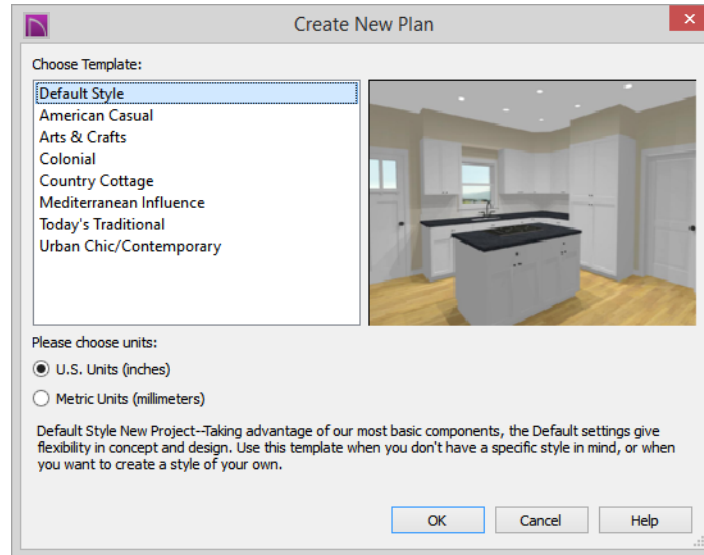 Create New Plan
Choose Template:
Default Style
American Casual
Arts & Crafts
Colonial
Country Cottage
Mediterranean Influence
Today's Traditional
Urban Chic/Contemporary
Please choose units:
U.S. Units (inches)
Metric Units (millimeters)
Default Style New Project--Taking advantage of our most basic components, the Default settings give
flexibility in concept and design. Use this template when you don't have a specific style in mind, or when
you want to create a style of your own.
OK
Cancel
Help